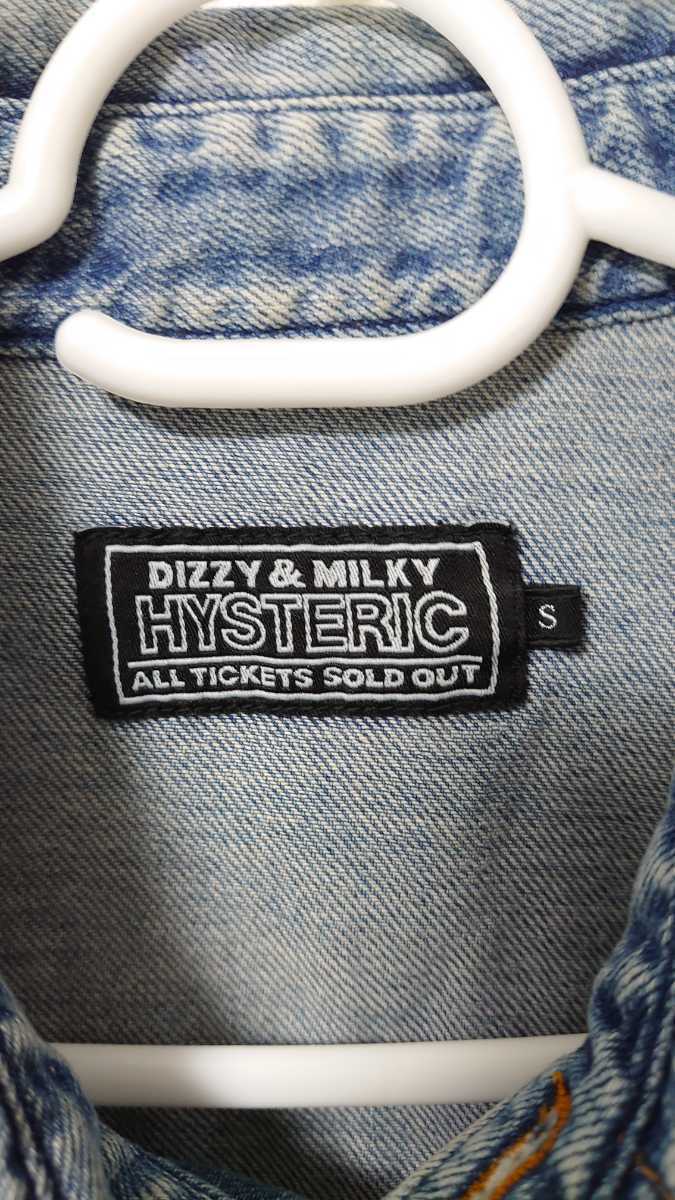 DIZZY & MILKY
HYSTERIC
ALL TICKETS SOLD OUT
S